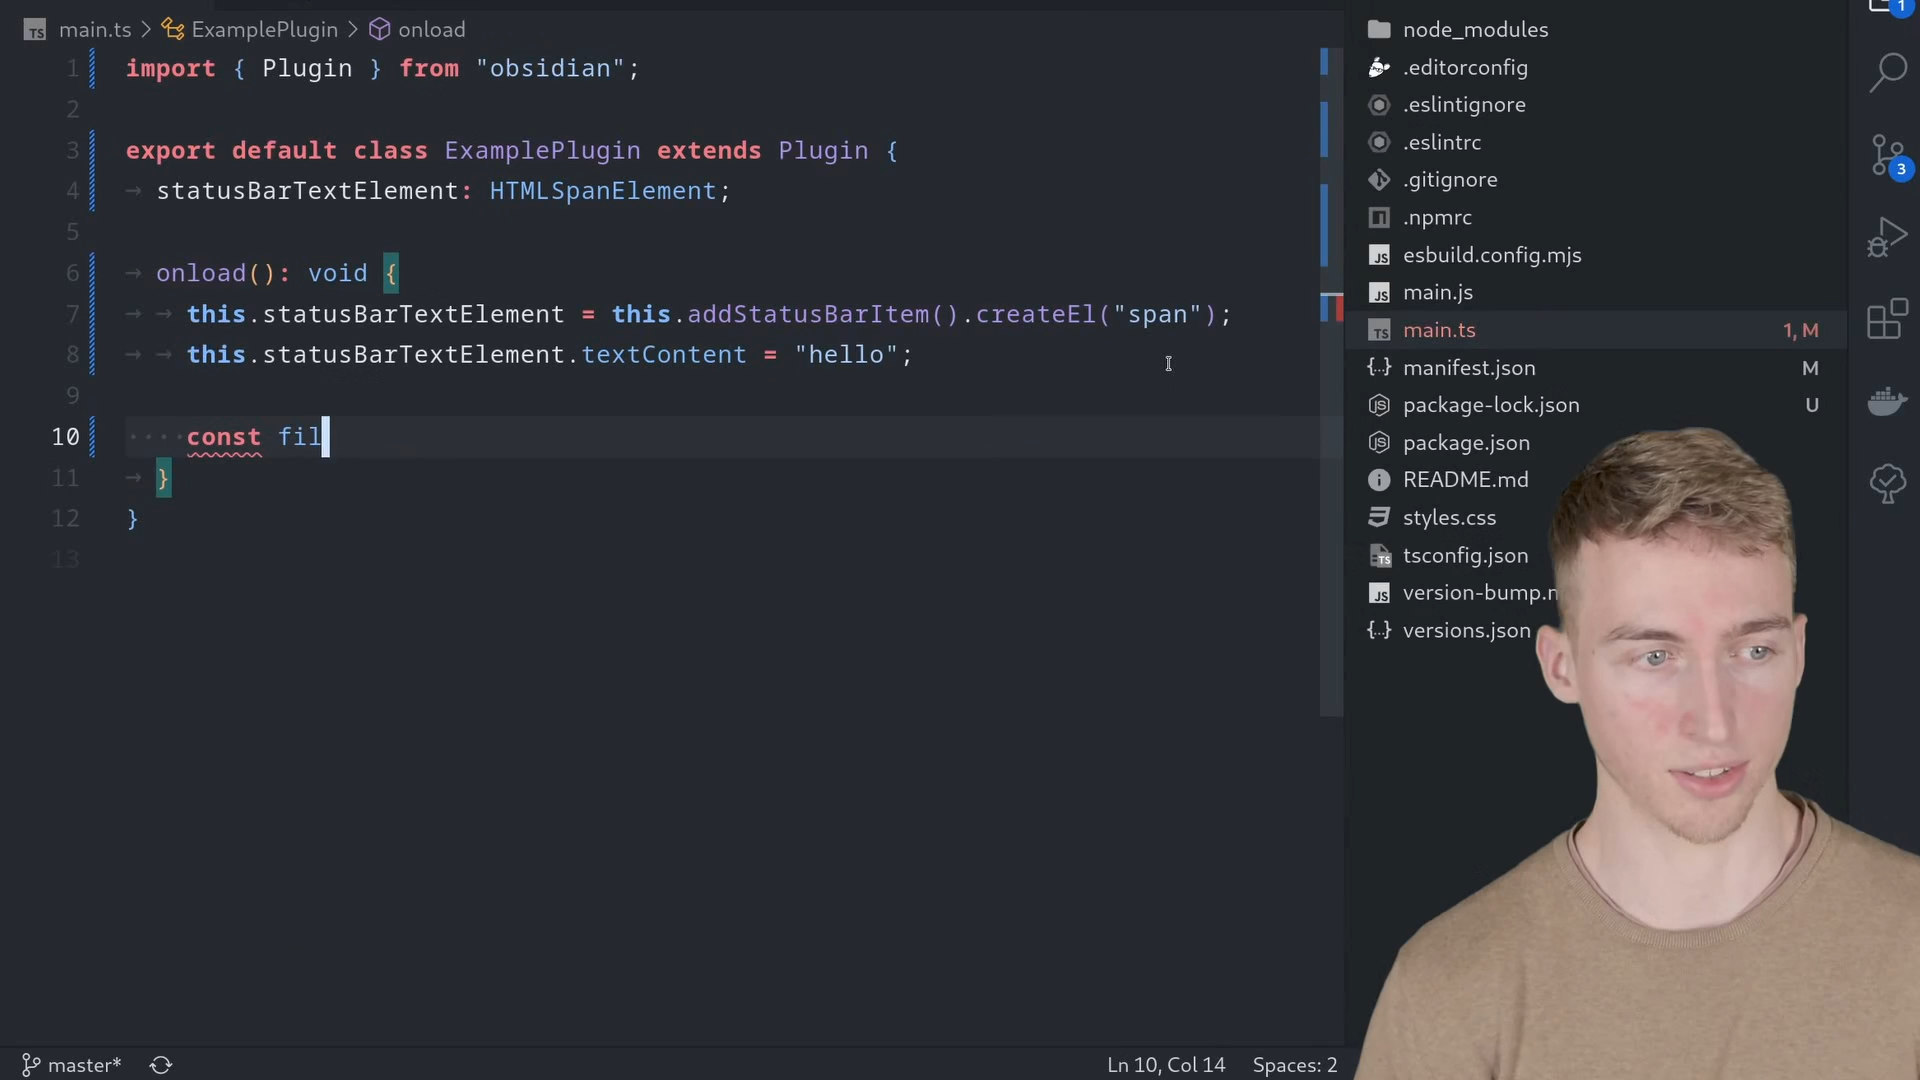 main.ts > ExamplePlugin > onload
1 import { Plugin } from "obsidian";
2
3 export default class ExamplePlugin extends Plugin {
4 → statusBarTextElement: HTMLSpanElement;
5
6 → onload(): void {
7 → → this.statusBarTextElement = this.addStatusBarItem().createEl("span");
8 → → this.statusBarTextElement.textContent = "hello";
9
10 ····const fil
11 → }
12 }
13
node_modules
.editorconfig
.eslintignore
.eslintrc
.gitignore
.npmrc
esbuild.config.mjs
main.js
main.ts 1, M
manifest.json M
package-lock.json U
package.json
README.md
styles.css
tsconfig.json
version-bump.
versions.json
1
3
master*
Ln 10, Col 14 Spaces: 2